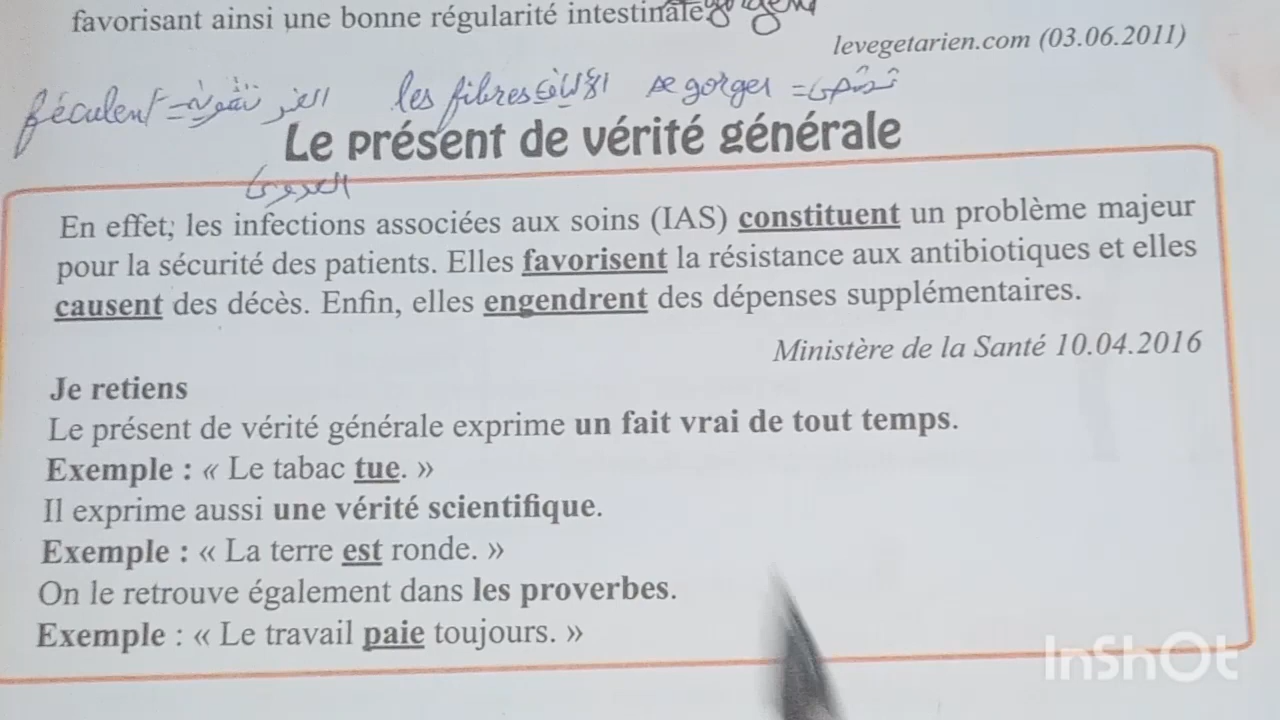 favorisant ainsi une bonne régularité intestinale
levegetarien.com (03.06.2011)
féculent = les fibres الألياف se gorger =
Le présent de vérité générale
العدوى
En effet; les infections associées aux soins (IAS) constituent un problème majeur
pour la sécurité des patients. Elles favorisent la résistance aux antibiotiques et elles
causent des décès. Enfin, elles engendrent des dépenses supplémentaires.
Ministère de la Santé 10.04.2016
Je retiens
Le présent de vérité générale exprime un fait vrai de tout temps.
Exemple : « Le tabac tue. »
Il exprime aussi une vérité scientifique.
Exemple : « La terre est ronde. »
On le retrouve également dans les proverbes.
Exemple : « Le travail paie toujours. »
InShOt